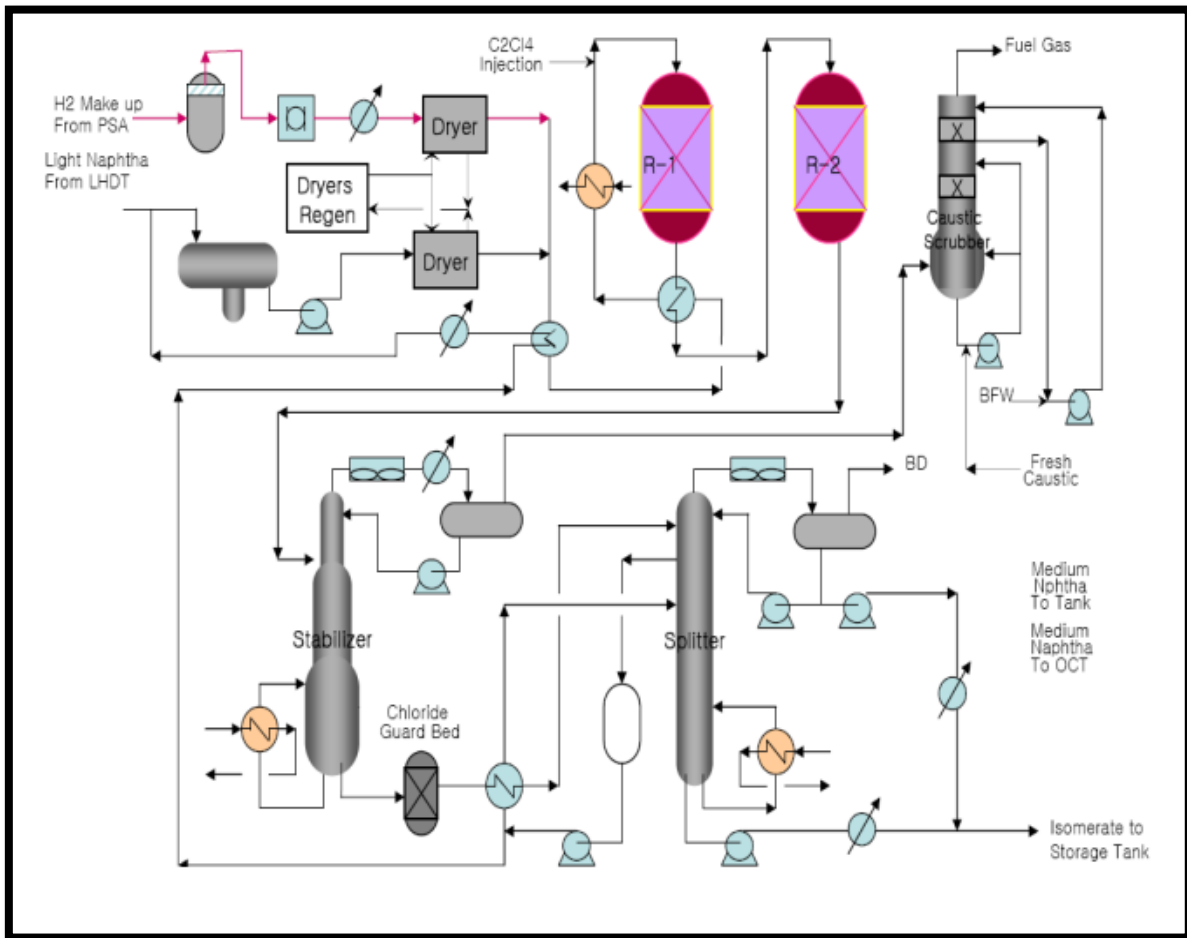 C2Cl4
Injection
Fuel Gas
H2 Make up
From PSA
Light Naphtha
From LHDT
Dryer
Dryers
Regen
Dryer
R-1
R-2
X
X
Caustic
Scrubber
BFW
Fresh
Caustic
BD
Stabilizer
Splitter
Medium
Nphtha
To Tank
Medium
Naphtha
To OCT
Chloride
Guard Bed
Isomerate to
Storage Tank